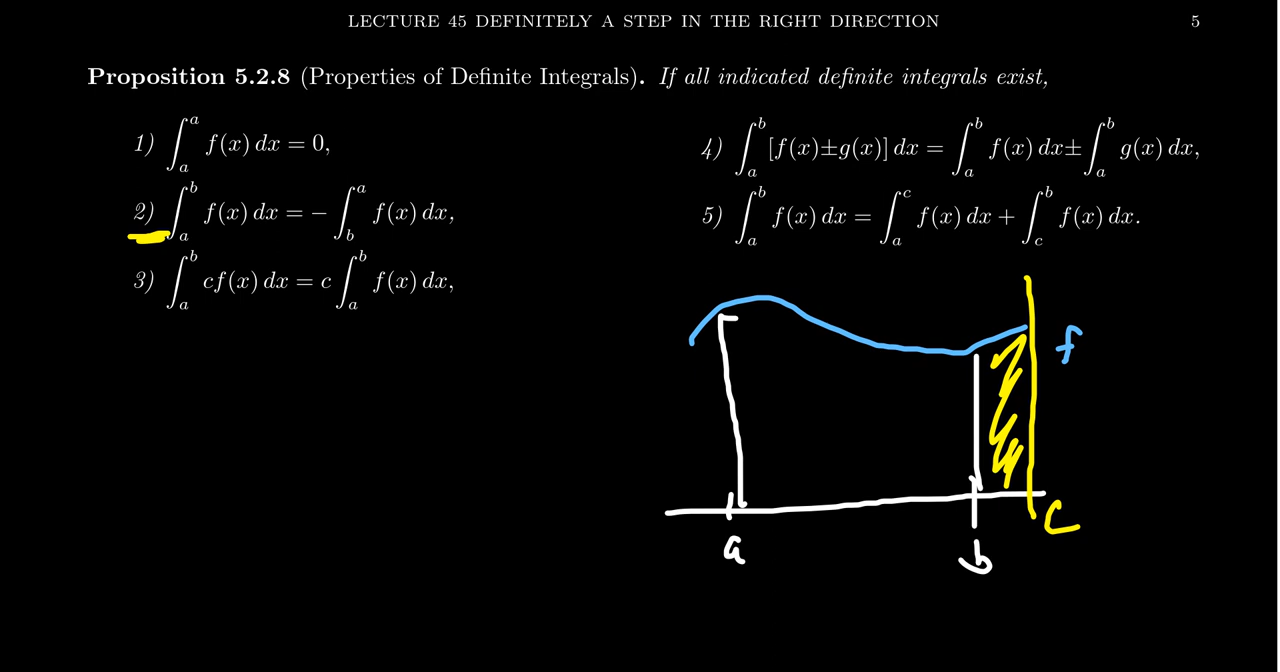 LECTURE 45 DEFINITELY A STEP IN THE RIGHT DIRECTION 5
Proposition 5.2.8 (Properties of Definite Integrals). If all indicated definite integrals exist,
1) ∫_a^a f(x) dx = 0,
2) ∫_a^b f(x) dx = − ∫_b^a f(x) dx,
3) ∫_a^b cf(x) dx = c ∫_a^b f(x) dx,
4) ∫_a^b [f(x)±g(x)] dx = ∫_a^b f(x) dx ± ∫_a^b g(x) dx,
5) ∫_a^b f(x) dx = ∫_a^c f(x) dx + ∫_c^b f(x) dx.
f
a
b
c